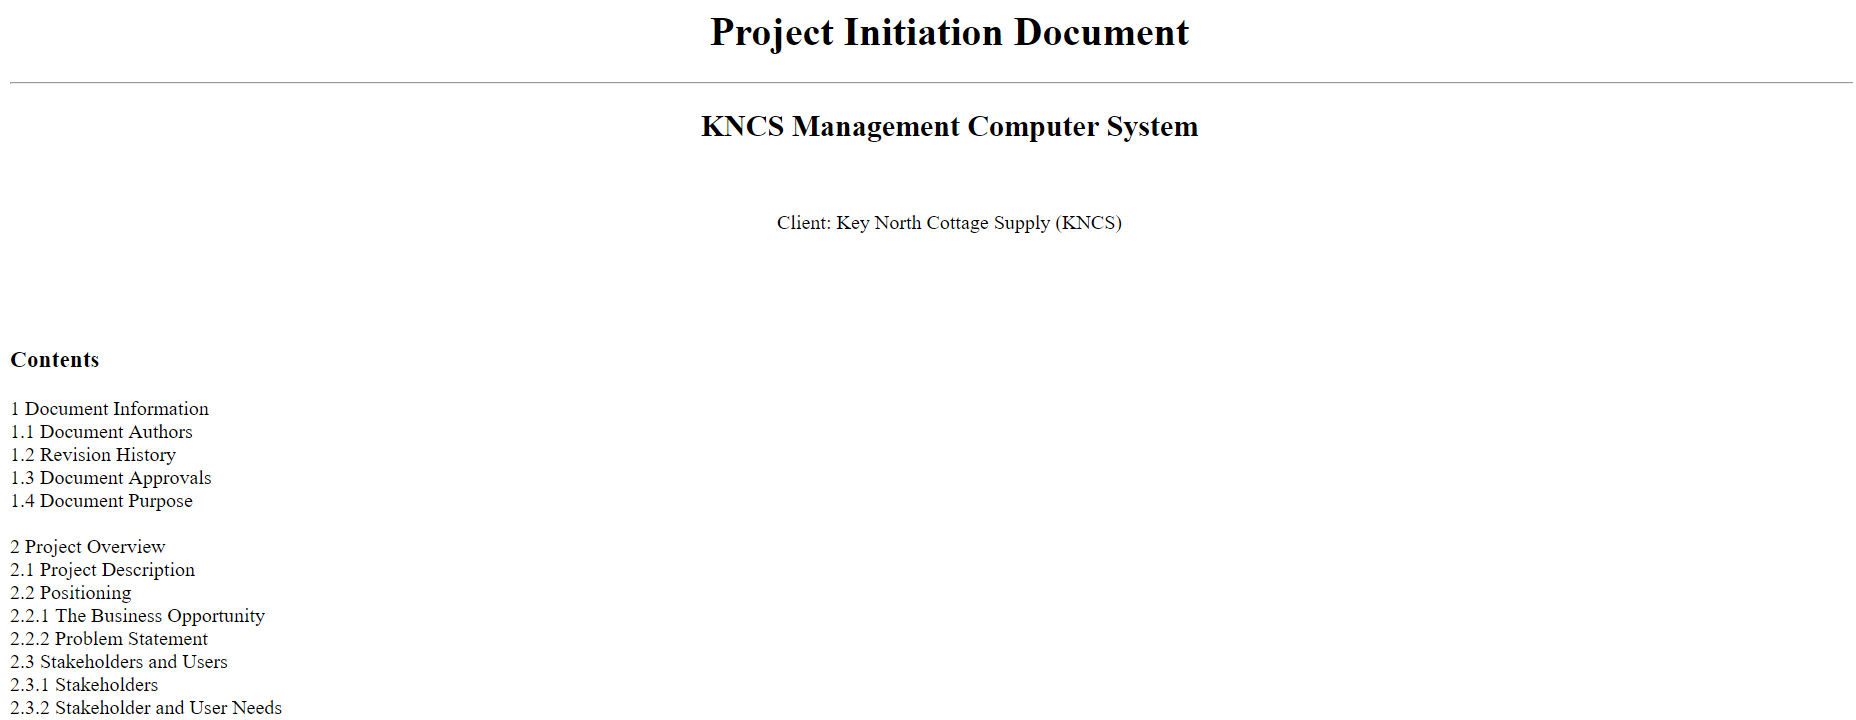 Project Initiation Document
KNCS Management Computer System
Client: Key North Cottage Supply (KNCS)
Contents
1 Document Information
1.1 Document Authors
1.2 Revision History
1.3 Document Approvals
1.4 Document Purpose
2 Project Overview
2.1 Project Description
2.2 Positioning
2.2.1 The Business Opportunity
2.2.2 Problem Statement
2.3 Stakeholders and Users
2.3.1 Stakeholders
2.3.2 Stakeholder and User Needs